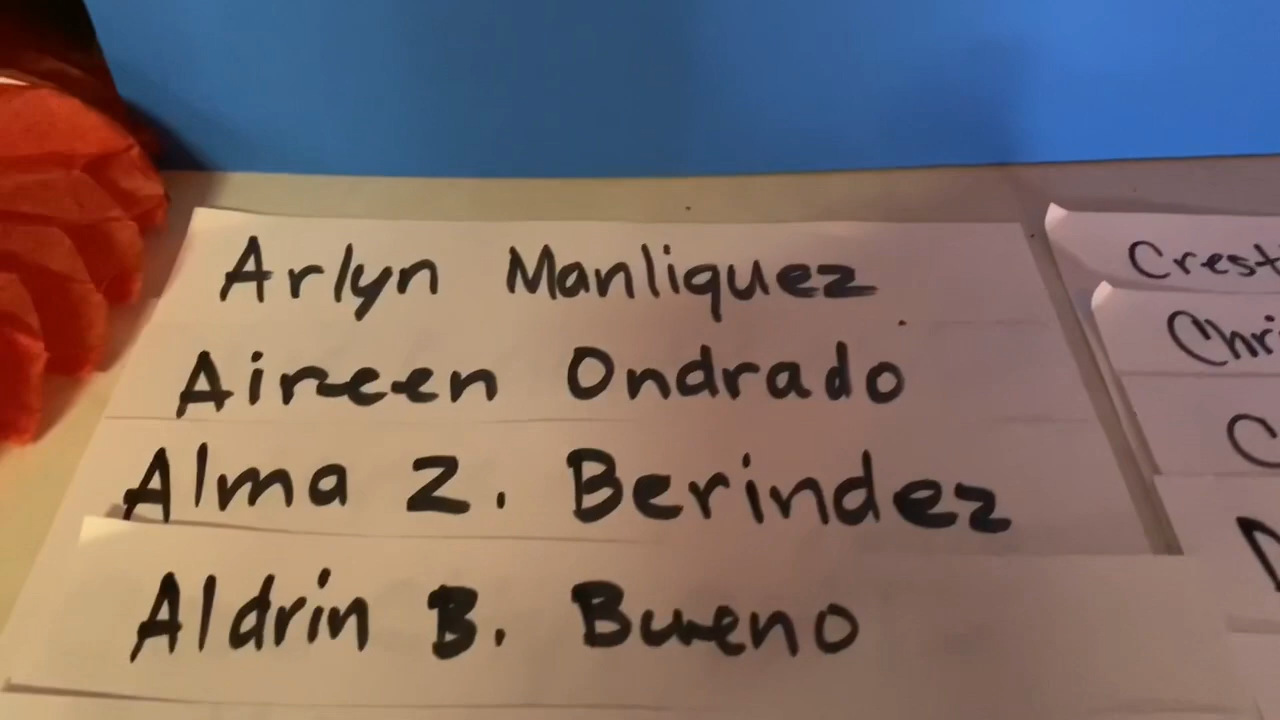 Arlyn Manliquez
Aireen Ondrado
Alma Z. Berindez
Aldrin B. Bueno